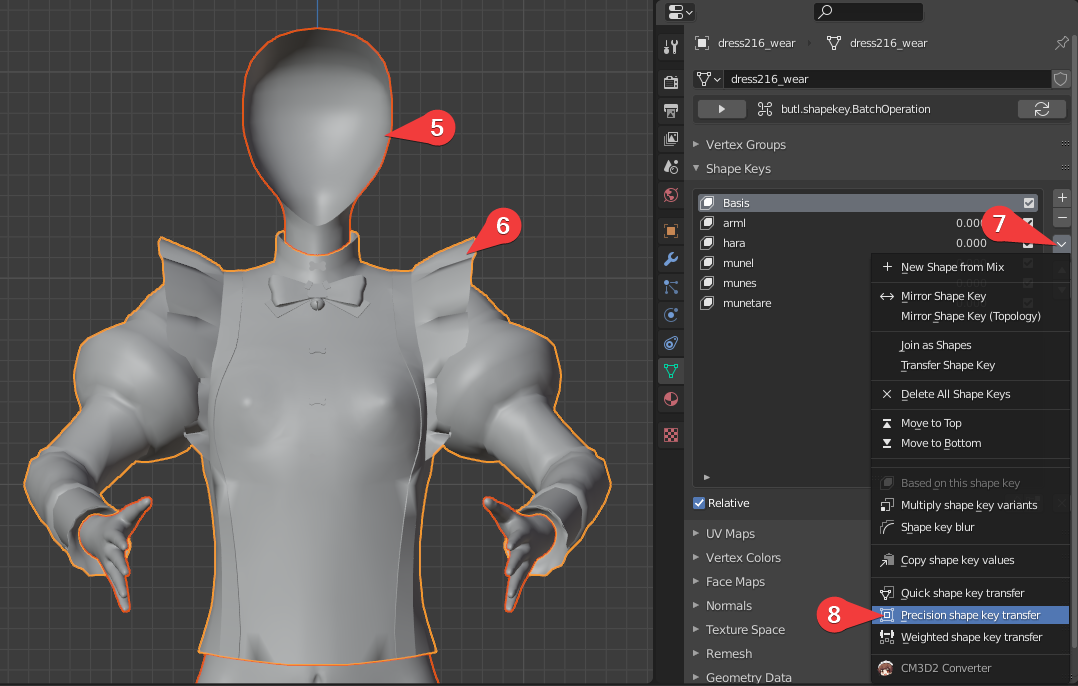 dress216_wear dress216_wear
dress216_wear
butl.shapekey.BatchOperation
Vertex Groups
Shape Keys
Basis
arml 0.000
hara 0.000
munel
munes
munetare
Relative
UV Maps
Vertex Colors
Face Maps
Normals
Texture Space
Remesh
Geometry Data
New Shape from Mix
Mirror Shape Key
Mirror Shape Key (Topology)
Join as Shapes
Transfer Shape Key
Delete All Shape Keys
Move to Top
Move to Bottom
Based on this shape key
Multiply shape key variants
Shape key blur
Copy shape key values
Quick shape key transfer
Precision shape key transfer
Weighted shape key transfer
CM3D2 Converter
5
6
7
8